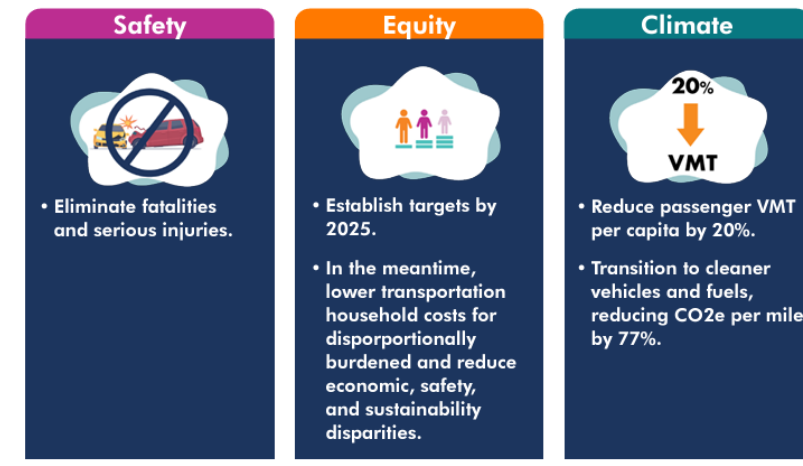 Safety
• Eliminate fatalities
and serious injuries.
Equity
• Establish targets by
2025.
• In the meantime,
lower transportation
household costs for
disporportionally
burdened and reduce
economic, safety,
and sustainability
disparities.
Climate
20%
VMT
• Reduce passenger VMT
per capita by 20%.
• Transition to cleaner
vehicles and fuels,
reducing CO2e per mile
by 77%.